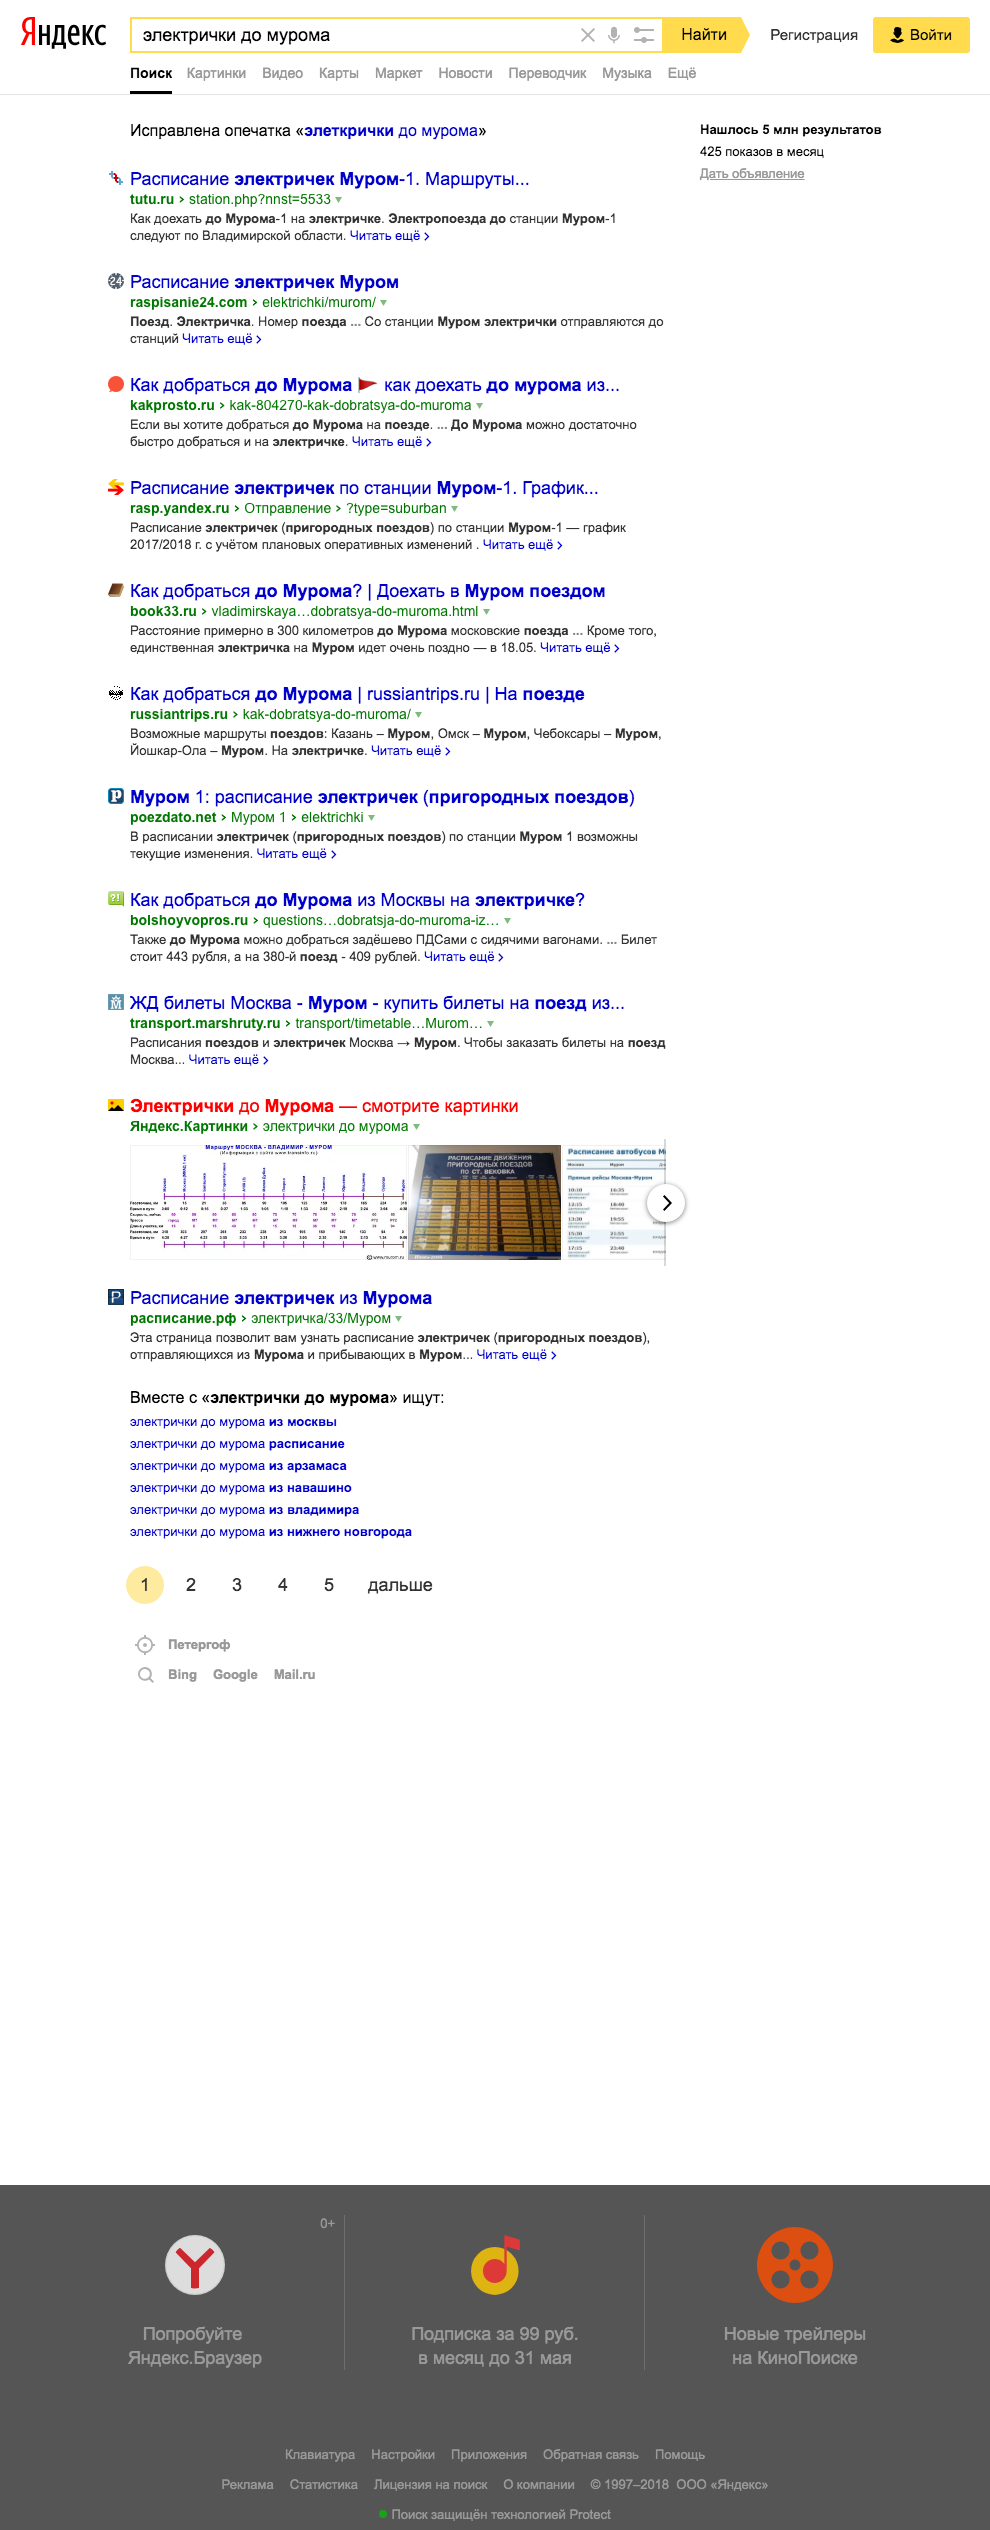 Яндекс
электрички до мурома
Найти
Регистрация
Войти
Поиск Картинки Видео Карты Маркет Новости Переводчик Музыка Ещё
Исправлена опечатка «элеткрички до мурома»
Нашлось 5 млн результатов
425 показов в месяц
Дать объявление
Расписание электричек Муром-1. Маршруты...
tutu.ru › station.php?nnst=5533
Как доехать до Мурома-1 на электричке. Электропоезда до станции Муром-1
следуют по Владимирской области. Читать ещё ›
24
Расписание электричек Муром
raspisanie24.com › elektrichki/murom/
Поезд. Электричка. Номер поезда ... Со станции Муром электрички отправляются до
станций Читать ещё ›
Как добраться до Мурома как доехать до мурома из...
kakprosto.ru › kak-804270-kak-dobratsya-do-muroma
Если вы хотите добраться до Мурома на поезде. ... До Мурома можно достаточно
быстро добраться и на электричке. Читать ещё ›
Расписание электричек по станции Муром-1. График...
rasp.yandex.ru › Отправление › ?type=suburban
Расписание электричек (пригородных поездов) по станции Муром-1 — график
2017/2018 г. с учётом плановых оперативных изменений . Читать ещё ›
Как добраться до Мурома? | Доехать в Муром поездом
book33.ru › vladimirskaya…dobratsya-do-muroma.html
Расстояние примерно в 300 километров до Мурома московские поезда ... Кроме того,
единственная электричка на Муром идет очень поздно — в 18.05. Читать ещё ›
Как добраться до Мурома | russiantrips.ru | На поезде
russiantrips.ru › kak-dobratsya-do-muroma/
Возможные маршруты поездов: Казань – Муром, Омск – Муром, Чебоксары – Муром,
Йошкар-Ола – Муром. На электричке. Читать ещё ›
Муром 1: расписание электричек (пригородных поездов)
poezdato.net › Муром 1 › elektrichki
В расписании электричек (пригородных поездов) по станции Муром 1 возможны
текущие изменения. Читать ещё ›
Как добраться до Мурома из Москвы на электричке?
bolshoyvopros.ru › questions…dobratsja-do-muroma-iz…
Также до Мурома можно добраться задёшево ПДСами с сидячими вагонами. ... Билет
стоит 443 рубля, а на 380-й поезд - 409 рублей. Читать ещё ›
ЖД билеты Москва - Муром - купить билеты на поезд из...
transport.marshruty.ru › transport/timetable…Murom…
Расписания поездов и электричек Москва → Муром. Чтобы заказать билеты на поезд
Москва... Читать ещё ›
Электрички до Мурома — смотрите картинки
Яндекс.Картинки › электрички до мурома
Маршрут МОСКВА - ВЛАДИМИР - МУРОМ
РАСПИСАНИЕ ДВИЖЕНИЯ
ПРИГОРОДНЫХ ПОЕЗДОВ
ПО СТ. ВЕКОВКА
Расписание автобусов М
Прямые рейсы Москва-Муром
Расписание электричек из Мурома
расписание.рф › электричка/33/Муром
Эта страница позволит вам узнать расписание электричек (пригородных поездов),
отправляющихся из Мурома и прибывающих в Муром... Читать ещё ›
Вместе с «электрички до мурома» ищут:
электрички до мурома из москвы
электрички до мурома расписание
электрички до мурома из арзамаса
электрички до мурома из навашино
электрички до мурома из владимира
электрички до мурома из нижнего новгорода
1 2 3 4 5 дальше
Петергоф
Bing Google Mail.ru
0+
Попробуйте
Яндекс.Браузер
Подписка за 99 руб.
в месяц до 31 мая
Новые трейлеры
на КиноПоиске
Клавиатура Настройки Приложения Обратная связь Помощь
Реклама Статистика Лицензия на поиск О компании © 1997–2018 ООО «Яндекс»
Поиск защищён технологией Protect